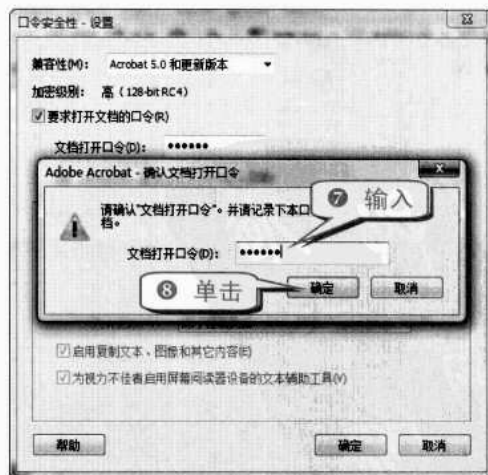 口令安全性 - 设置
兼容性(M): Acrobat 5.0 和更新版本
加密级别: 高 (128-bit RC4)
要求打开文档的口令(R)
文档打开口令(D): ••••••
Adobe Acrobat - 确认文档打开口令
请确认“文档打开口令”。并请记录下本口
档。
❼ 输入
文档打开口令(D): ••••••
❽ 单击
确定 取消
启用复制文本、图像和其它内容(E)
为视力不佳者启用屏幕阅读器设备的文本辅助工具(V)
帮助 确定 取消